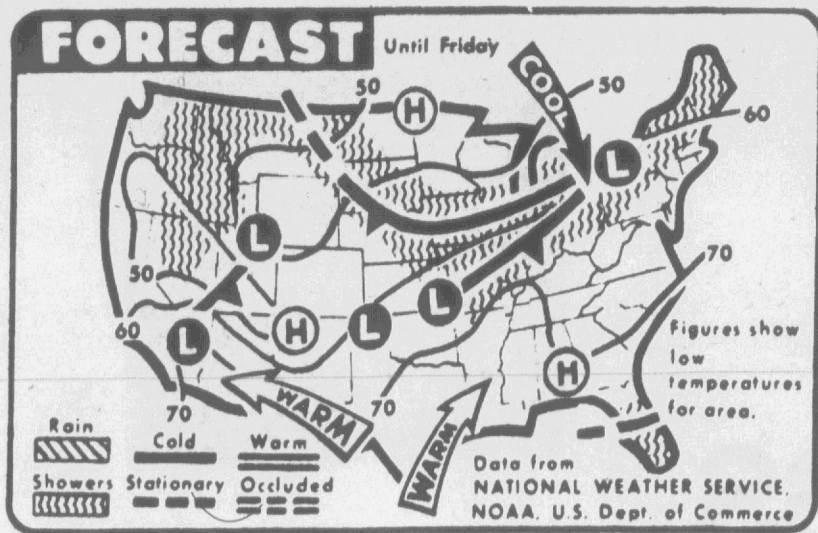 FORECAST
Until Friday
COOL
50
H
50
60
L
L
70
50
L
L
60
H
L
H
Figures show
low
temperatures
for area.
WARM
70
70
WARM
Rain
Cold
Warm
Showers
Stationary
Occluded
Data from
NATIONAL WEATHER SERVICE,
NOAA, U.S. Dept. of Commerce